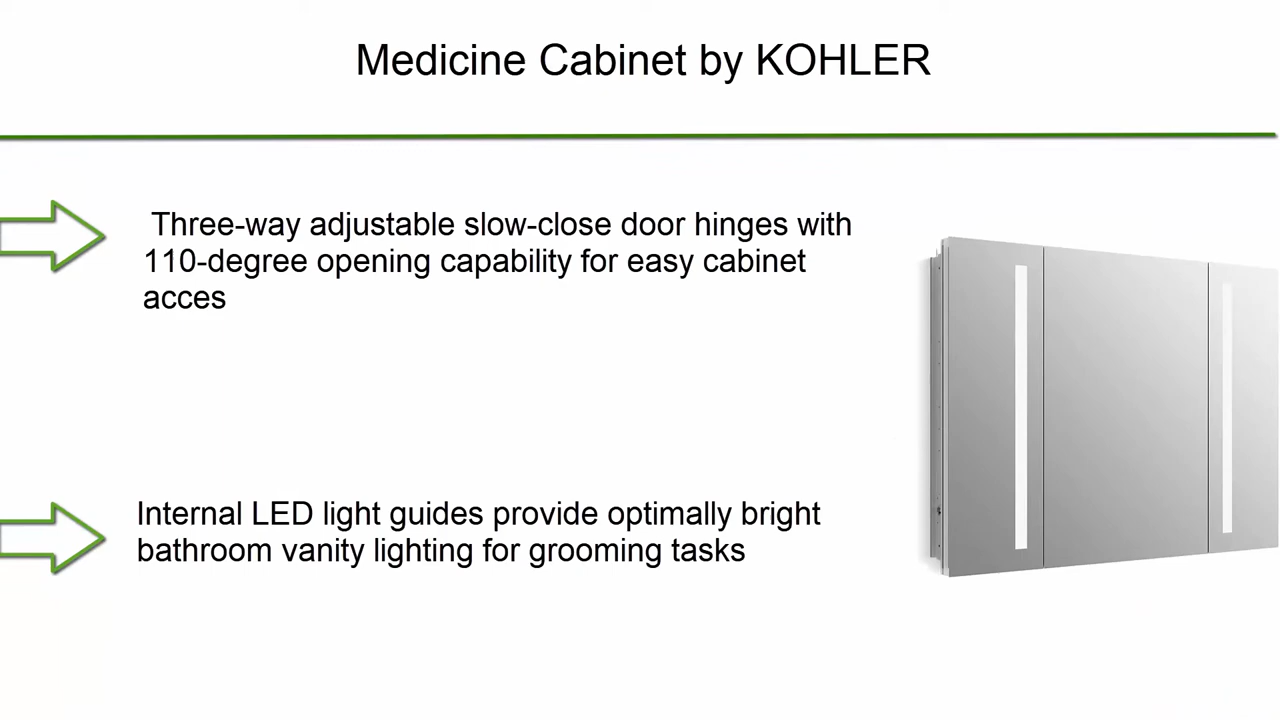 Medicine Cabinet by KOHLER
Three-way adjustable slow-close door hinges with
110-degree opening capability for easy cabinet
acces
Internal LED light guides provide optimally bright
bathroom vanity lighting for grooming tasks